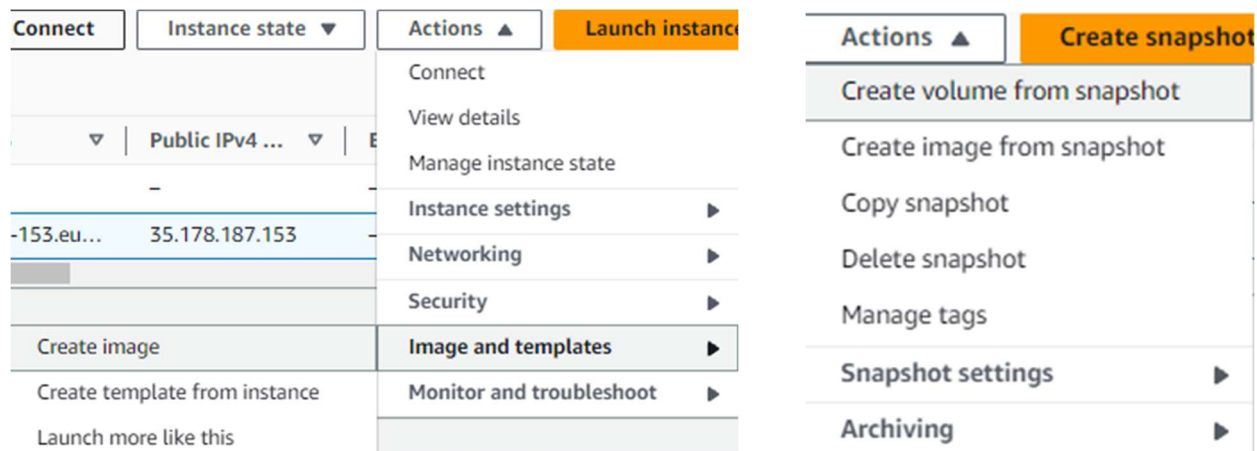 Connect
Instance state
Actions
Launch instance
Connect
View details
Public IPv4 ...
Manage instance state
–
Instance settings
-153.eu...
35.178.187.153
–
Networking
Security
Create image
Image and templates
Create template from instance
Monitor and troubleshoot
Launch more like this
Actions
Create snapshot
Create volume from snapshot
Create image from snapshot
Copy snapshot
Delete snapshot
Manage tags
Snapshot settings
Archiving